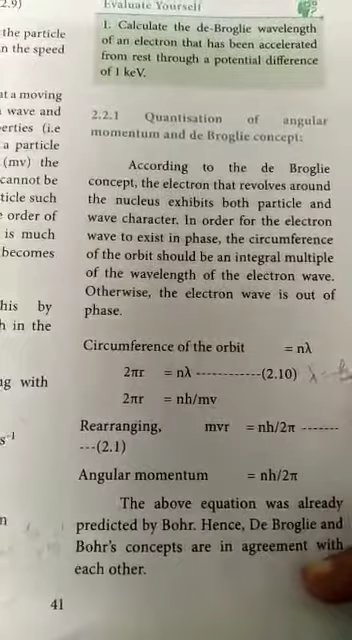 2.9)
the particle
n the speed
at a moving
wave and
erties (i.e
a particle
(mv) the
cannot be
ticle such
order of
is much
becomes
his by
h in the
ng with
s⁻¹
n
Evaluate Yourself
1. Calculate the de-Broglie wavelength
of an electron that has been accelerated
from rest through a potential difference
of 1 keV.
2.2.1 Quantisation of angular
momentum and de Broglie concept:
According to the de Broglie
concept, the electron that revolves around
the nucleus exhibits both particle and
wave character. In order for the electron
wave to exist in phase, the circumference
of the orbit should be an integral multiple
of the wavelength of the electron wave.
Otherwise, the electron wave is out of
phase.
Circumference of the orbit = nλ
2πr = nλ ------------(2.10)
2πr = nh/mv
Rearranging, mvr = nh/2π -------
---(2.1)
Angular momentum = nh/2π
The above equation was already
predicted by Bohr. Hence, De Broglie and
Bohr's concepts are in agreement with
each other.
41